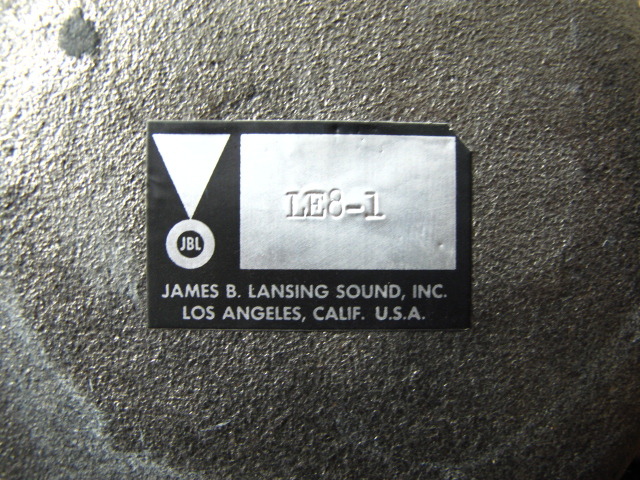 LE8-1
JBL
JAMES B. LANSING SOUND, INC.
LOS ANGELES, CALIF. U.S.A.